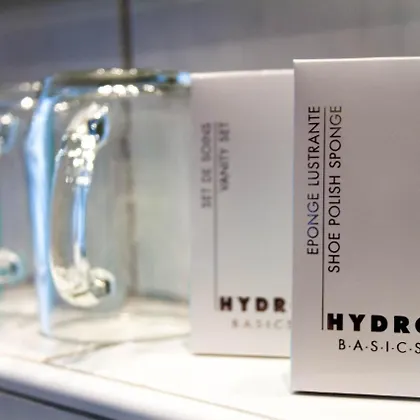 SET DE SOINS
VANITY SET
HYDR
BASICS
EPONGE LUSTRANTE
SHOE POLISH SPONGE
HYDRO
B·A·S·I·C·S